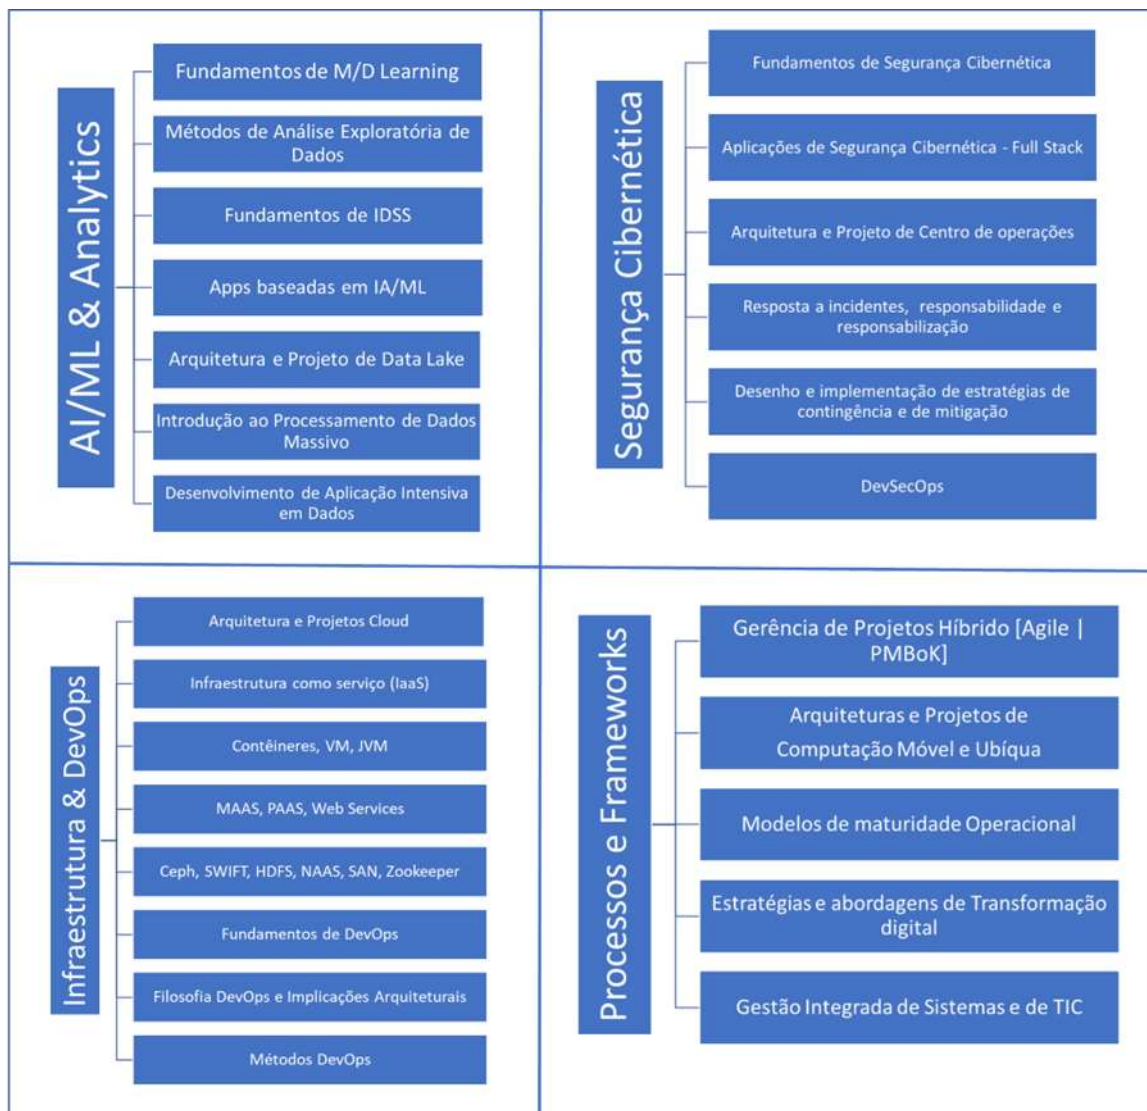 AI/ML & Analytics
Fundamentos de M/D Learning
Métodos de Análise Exploratória de
Dados
Fundamentos de IDSS
Apps baseadas em IA/ML
Arquitetura e Projeto de Data Lake
Introdução ao Processamento de Dados
Massivo
Desenvolvimento de Aplicação Intensiva
em Dados
Segurança Cibernética
Fundamentos de Segurança Cibernética
Aplicações de Segurança Cibernética - Full Stack
Arquitetura e Projeto de Centro de operações
Resposta a incidentes, responsabilidade e
responsabilização
Desenho e implementação de estratégias de
contingência e de mitigação
DevSecOps
Infraestrutura & DevOps
Arquitetura e Projetos Cloud
Infraestrutura como serviço (IaaS)
Contêineres, VM, JVM
MAAS, PAAS, Web Services
Ceph, SWIFT, HDFS, NAAS, SAN, Zookeeper
Fundamentos de DevOps
Filosofia DevOps e Implicações Arquiteturais
Métodos DevOps
Processos e Frameworks
Gerência de Projetos Híbrido [Agile |
PMBoK]
Arquiteturas e Projetos de
Computação Móvel e Ubíqua
Modelos de maturidade Operacional
Estratégias e abordagens de Transformação
digital
Gestão Integrada de Sistemas e de TIC